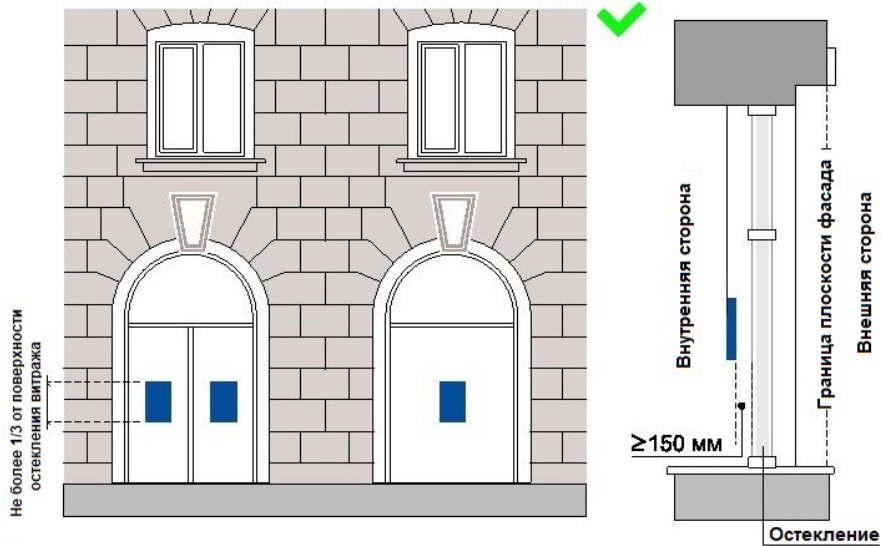 Не более 1/3 от поверхности
остекления витража
Внутренняя сторона
Граница плоскости фасада
Внешняя сторона
≥150 мм
Остекление